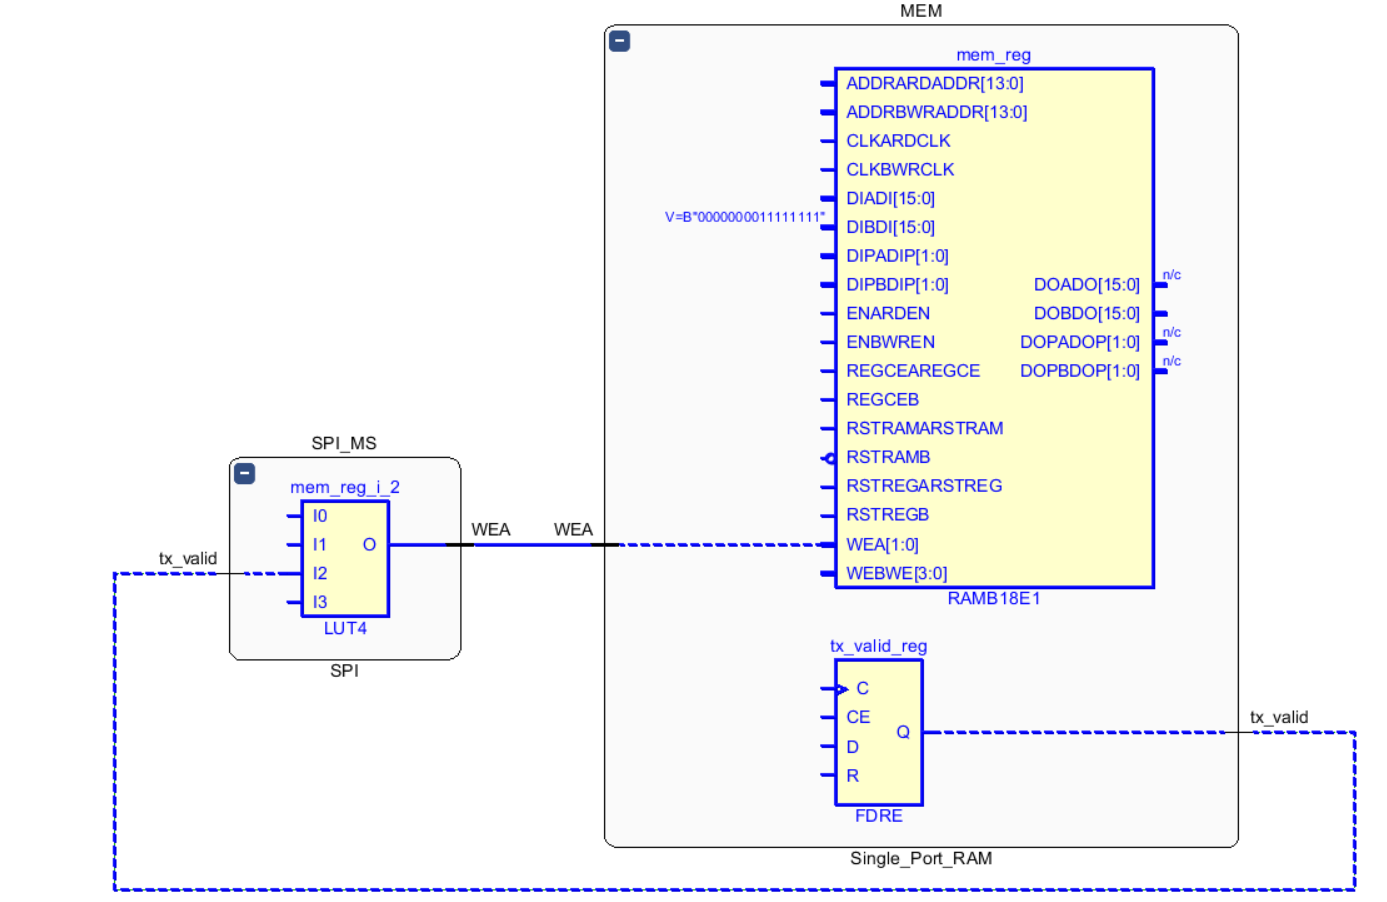 MEM
mem_reg
ADDRARDADDR[13:0]
ADDRBWRADDR[13:0]
CLKARDCLK
CLKBWRCLK
DIADI[15:0]
V=B"0000000011111111"
DIBDI[15:0]
DIPADIP[1:0]
DIPBDIP[1:0]
DOADO[15:0]
n/c
ENARDEN
DOBDO[15:0]
ENBWREN
DOPADOP[1:0]
n/c
REGCEAREGCE
DOPBDOP[1:0]
n/c
REGCEB
RSTRAMARSTRAM
RSTRAMB
RSTREGARSTREG
RSTREGB
WEA[1:0]
WEBWE[3:0]
RAMB18E1
SPI_MS
mem_reg_i_2
I0
I1
O
I2
I3
LUT4
SPI
tx_valid
WEA
WEA
tx_valid_reg
C
CE
D
R
Q
FDRE
tx_valid
Single_Port_RAM